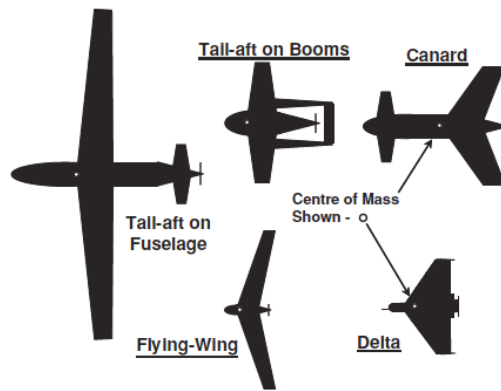 Tail-aft on Booms
Canard
Tail-aft on
Fuselage
Centre of Mass
Shown -
Flying-Wing
Delta